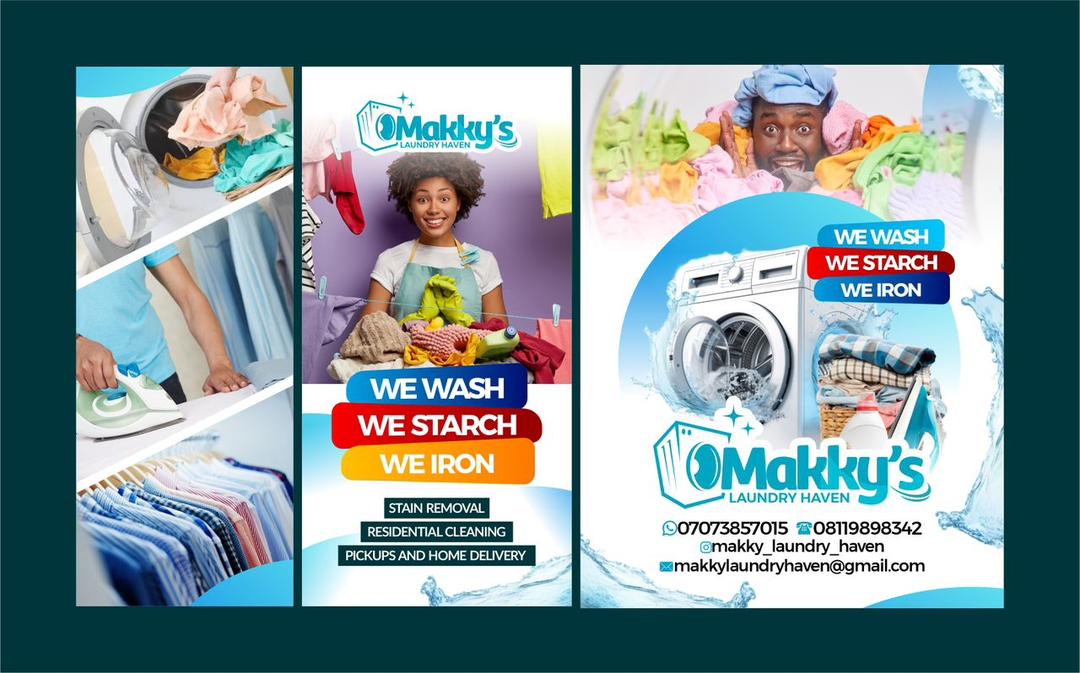 Makky's
LAUNDRY HAVEN
WE WASH
WE STARCH
WE IRON
STAIN REMOVAL
RESIDENTIAL CLEANING
PICKUPS AND HOME DELIVERY
WE WASH
WE STARCH
WE IRON
Makky's
LAUNDRY HAVEN
07073857015 08119898342
makky_laundry_haven
makkylaundryhaven@gmail.com